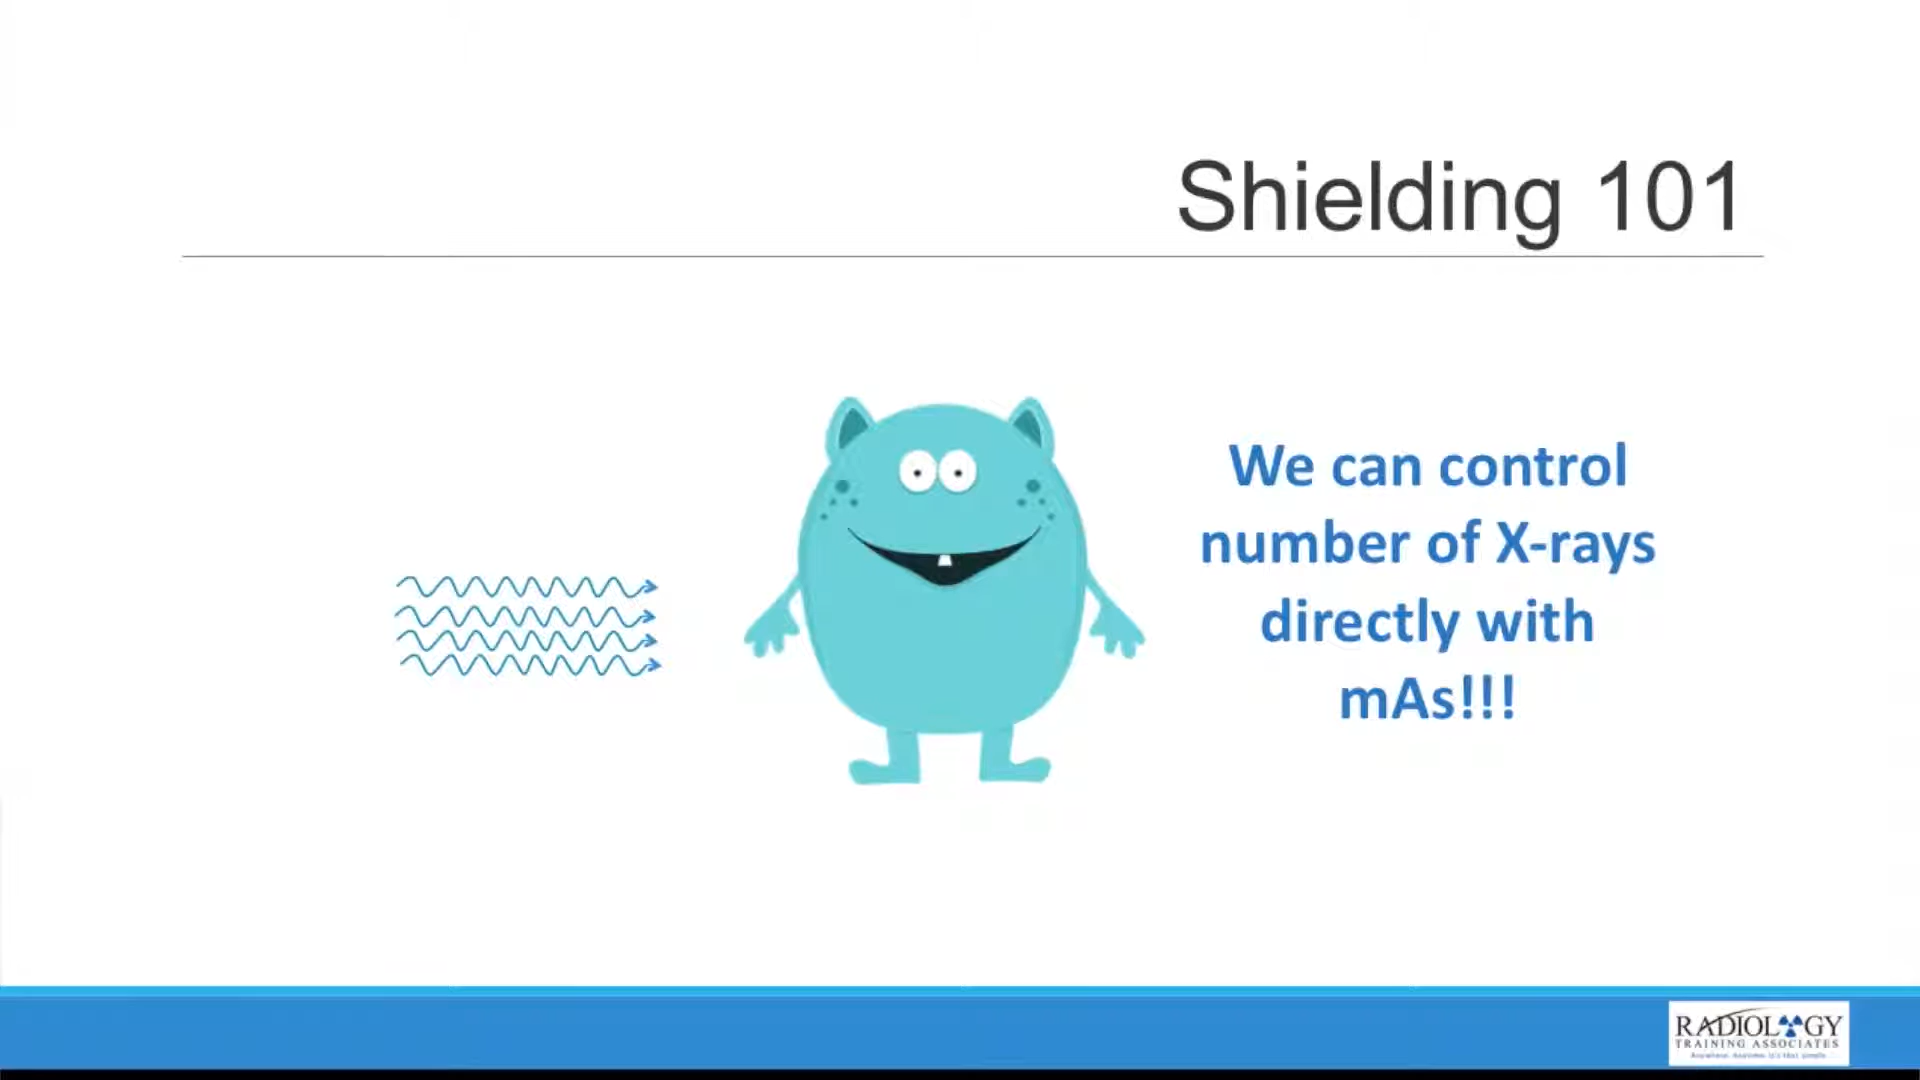 Shielding 101
We can control
number of X-rays
directly with
mAs!!!
RADIOLOGY
TRAINING ASSOCIATES